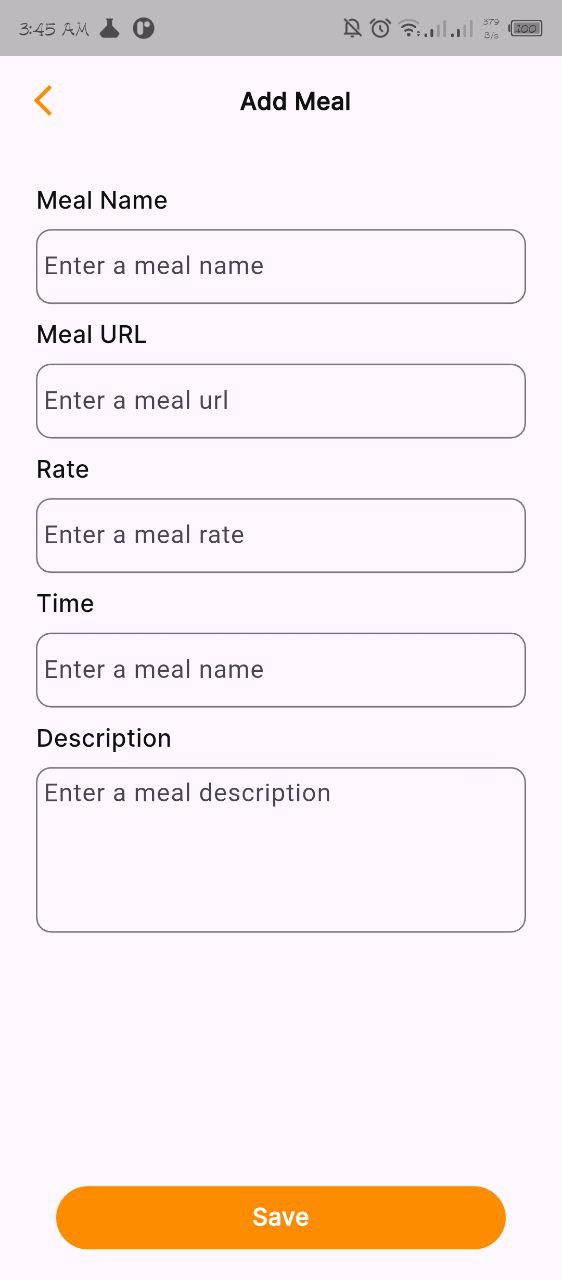 3:45 AM
379
B/s
100
Add Meal
Meal Name
Enter a meal name
Meal URL
Enter a meal url
Rate
Enter a meal rate
Time
Enter a meal name
Description
Enter a meal description
Save